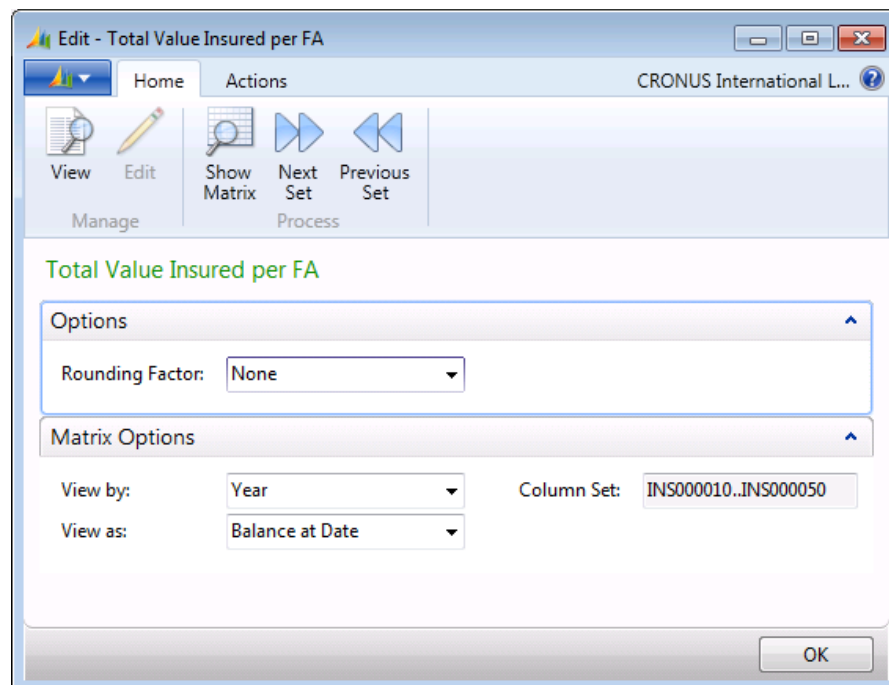 Edit - Total Value Insured per FA
Home Actions CRONUS International L...
View Edit Show Matrix Next Set Previous Set
Manage Process
Total Value Insured per FA
Options
Rounding Factor: None
Matrix Options
View by: Year Column Set: INS000010..INS000050
View as: Balance at Date
OK